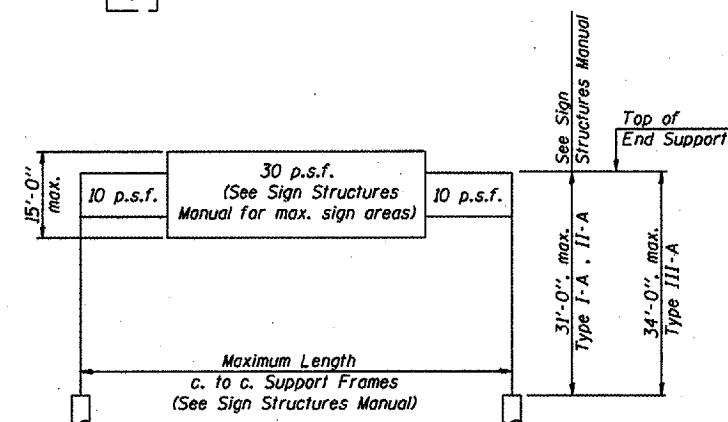 See Sign
Structures Manual
Top of
End Support
30 p.s.f.
(See Sign Structures
Manual for max. sign areas)
10 p.s.f.
10 p.s.f.
15'-0"
max.
31'-0", max.
Type I-A , II-A
34'-0", max.
Type III-A
Maximum Length
c. to c. Support Frames
(See Sign Structures Manual)